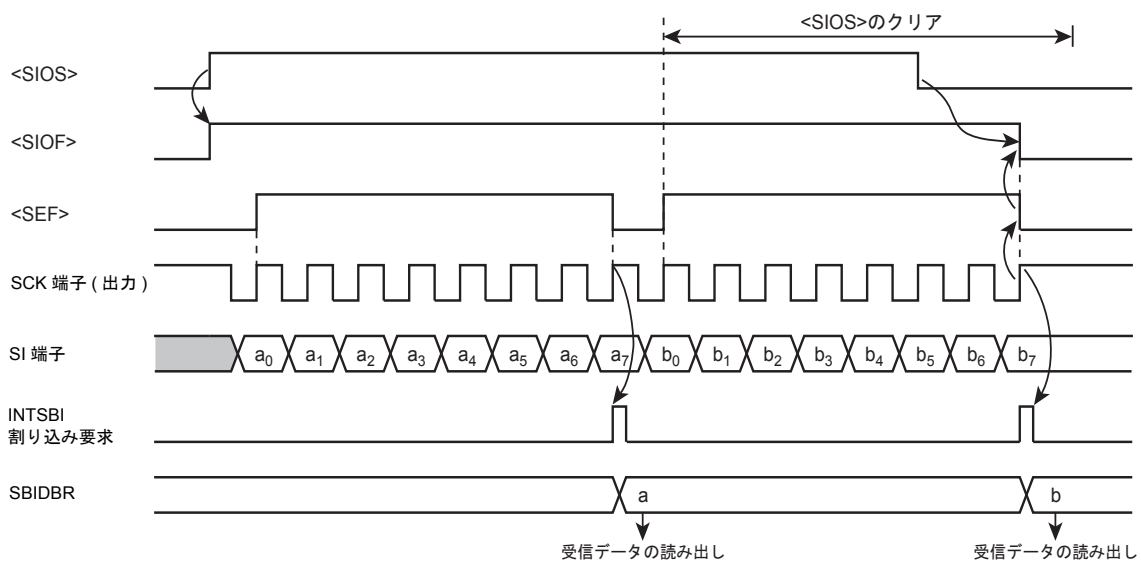 <SIOS>のクリア
<SIOS>
<SIOF>
<SEF>
SCK 端子 ( 出力 )
SI 端子
a0 a1 a2 a3 a4 a5 a6 a7 b0 b1 b2 b3 b4 b5 b6 b7
INTSBI
割り込み要求
SBIDBR
a b
受信データの読み出し 受信データの読み出し